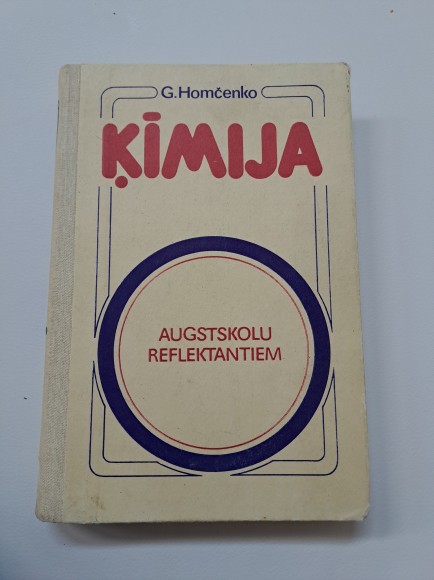 G.Homčenko
ĶĪMIJA
AUGSTSKOLU
REFLEKTANTIEM